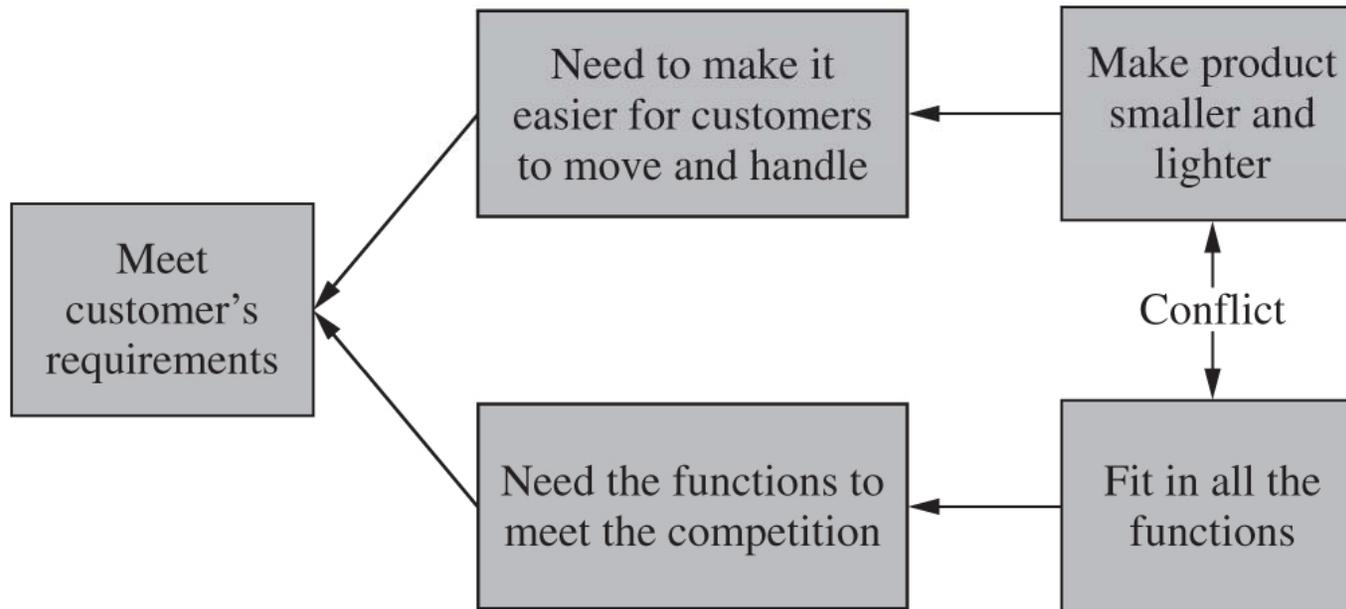 Need to make it
easier for customers
to move and handle
Make product
smaller and
lighter
Meet
customer’s
requirements
Conflict
Need the functions to
meet the competition
Fit in all the
functions